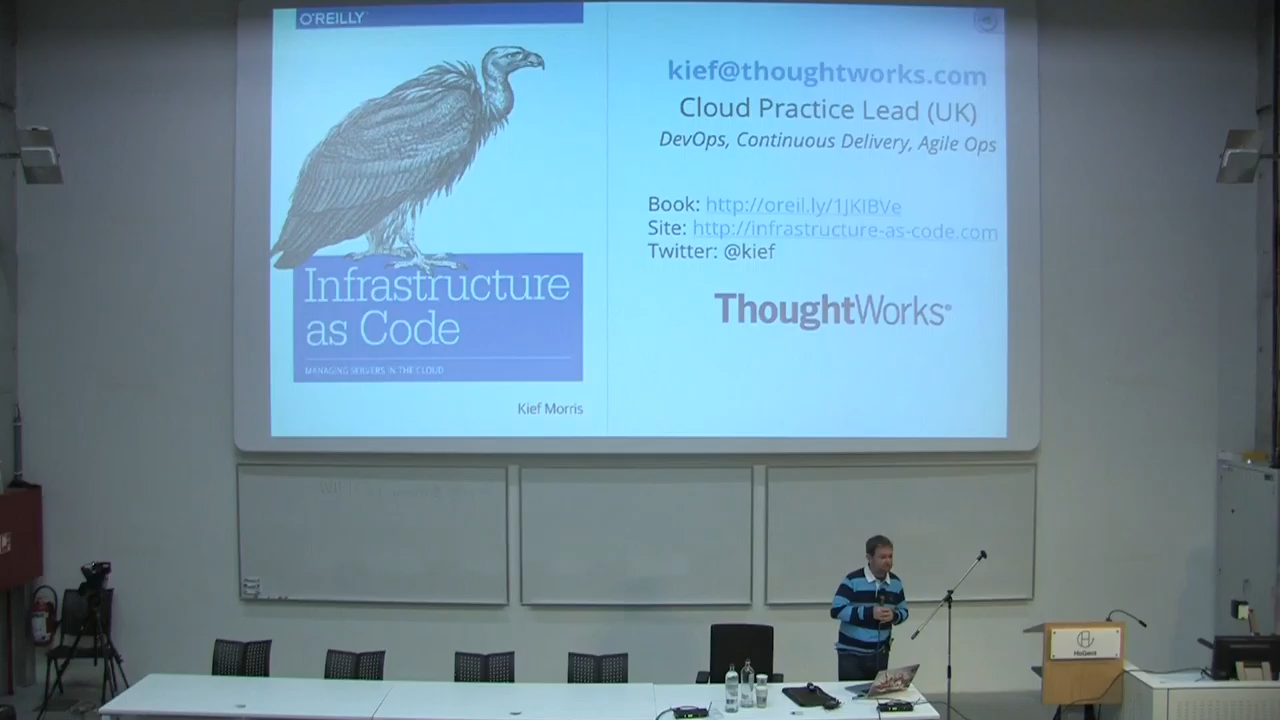 O'REILLY
Infrastructure
as Code
MANAGING SERVERS IN THE CLOUD
Kief Morris
kief@thoughtworks.com
Cloud Practice Lead (UK)
DevOps, Continuous Delivery, Agile Ops
Book: http://oreil.ly/1JKIBVe
Site: http://infrastructure-as-code.com
Twitter: @kief
ThoughtWorks®
HoGent